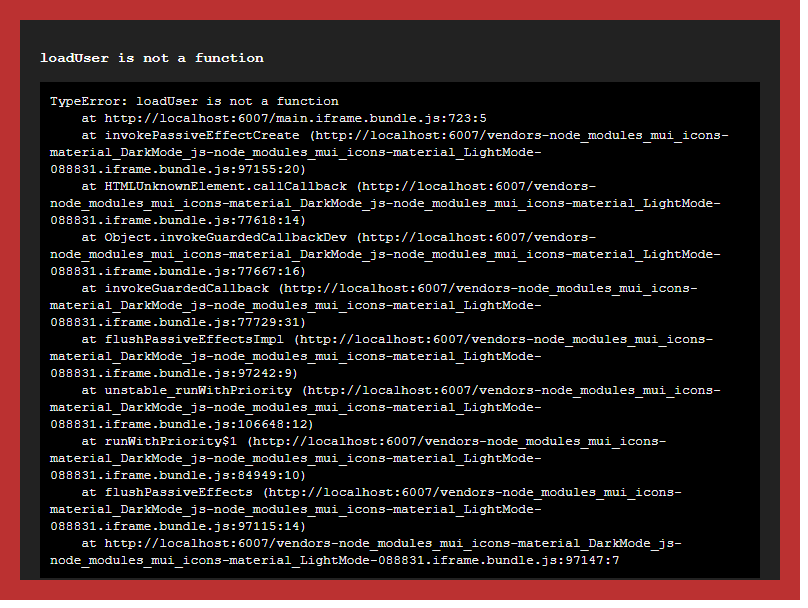 loadUser is not a function
TypeError: loadUser is not a function
    at http://localhost:6007/main.iframe.bundle.js:723:5
    at invokePassiveEffectCreate (http://localhost:6007/vendors-node_modules_mui_icons-
material_DarkMode_js-node_modules_mui_icons-material_LightMode-
088831.iframe.bundle.js:97155:20)
    at HTMLUnknownElement.callCallback (http://localhost:6007/vendors-
node_modules_mui_icons-material_DarkMode_js-node_modules_mui_icons-material_LightMode-
088831.iframe.bundle.js:77618:14)
    at Object.invokeGuardedCallbackDev (http://localhost:6007/vendors-
node_modules_mui_icons-material_DarkMode_js-node_modules_mui_icons-material_LightMode-
088831.iframe.bundle.js:77667:16)
    at invokeGuardedCallback (http://localhost:6007/vendors-node_modules_mui_icons-
material_DarkMode_js-node_modules_mui_icons-material_LightMode-
088831.iframe.bundle.js:77729:31)
    at flushPassiveEffectsImpl (http://localhost:6007/vendors-node_modules_mui_icons-
material_DarkMode_js-node_modules_mui_icons-material_LightMode-
088831.iframe.bundle.js:97242:9)
    at unstable_runWithPriority (http://localhost:6007/vendors-node_modules_mui_icons-
material_DarkMode_js-node_modules_mui_icons-material_LightMode-
088831.iframe.bundle.js:106648:12)
    at runWithPriority$1 (http://localhost:6007/vendors-node_modules_mui_icons-
material_DarkMode_js-node_modules_mui_icons-material_LightMode-
088831.iframe.bundle.js:84949:10)
    at flushPassiveEffects (http://localhost:6007/vendors-node_modules_mui_icons-
material_DarkMode_js-node_modules_mui_icons-material_LightMode-
088831.iframe.bundle.js:97115:14)
    at http://localhost:6007/vendors-node_modules_mui_icons-material_DarkMode_js-
node_modules_mui_icons-material_LightMode-088831.iframe.bundle.js:97147:7